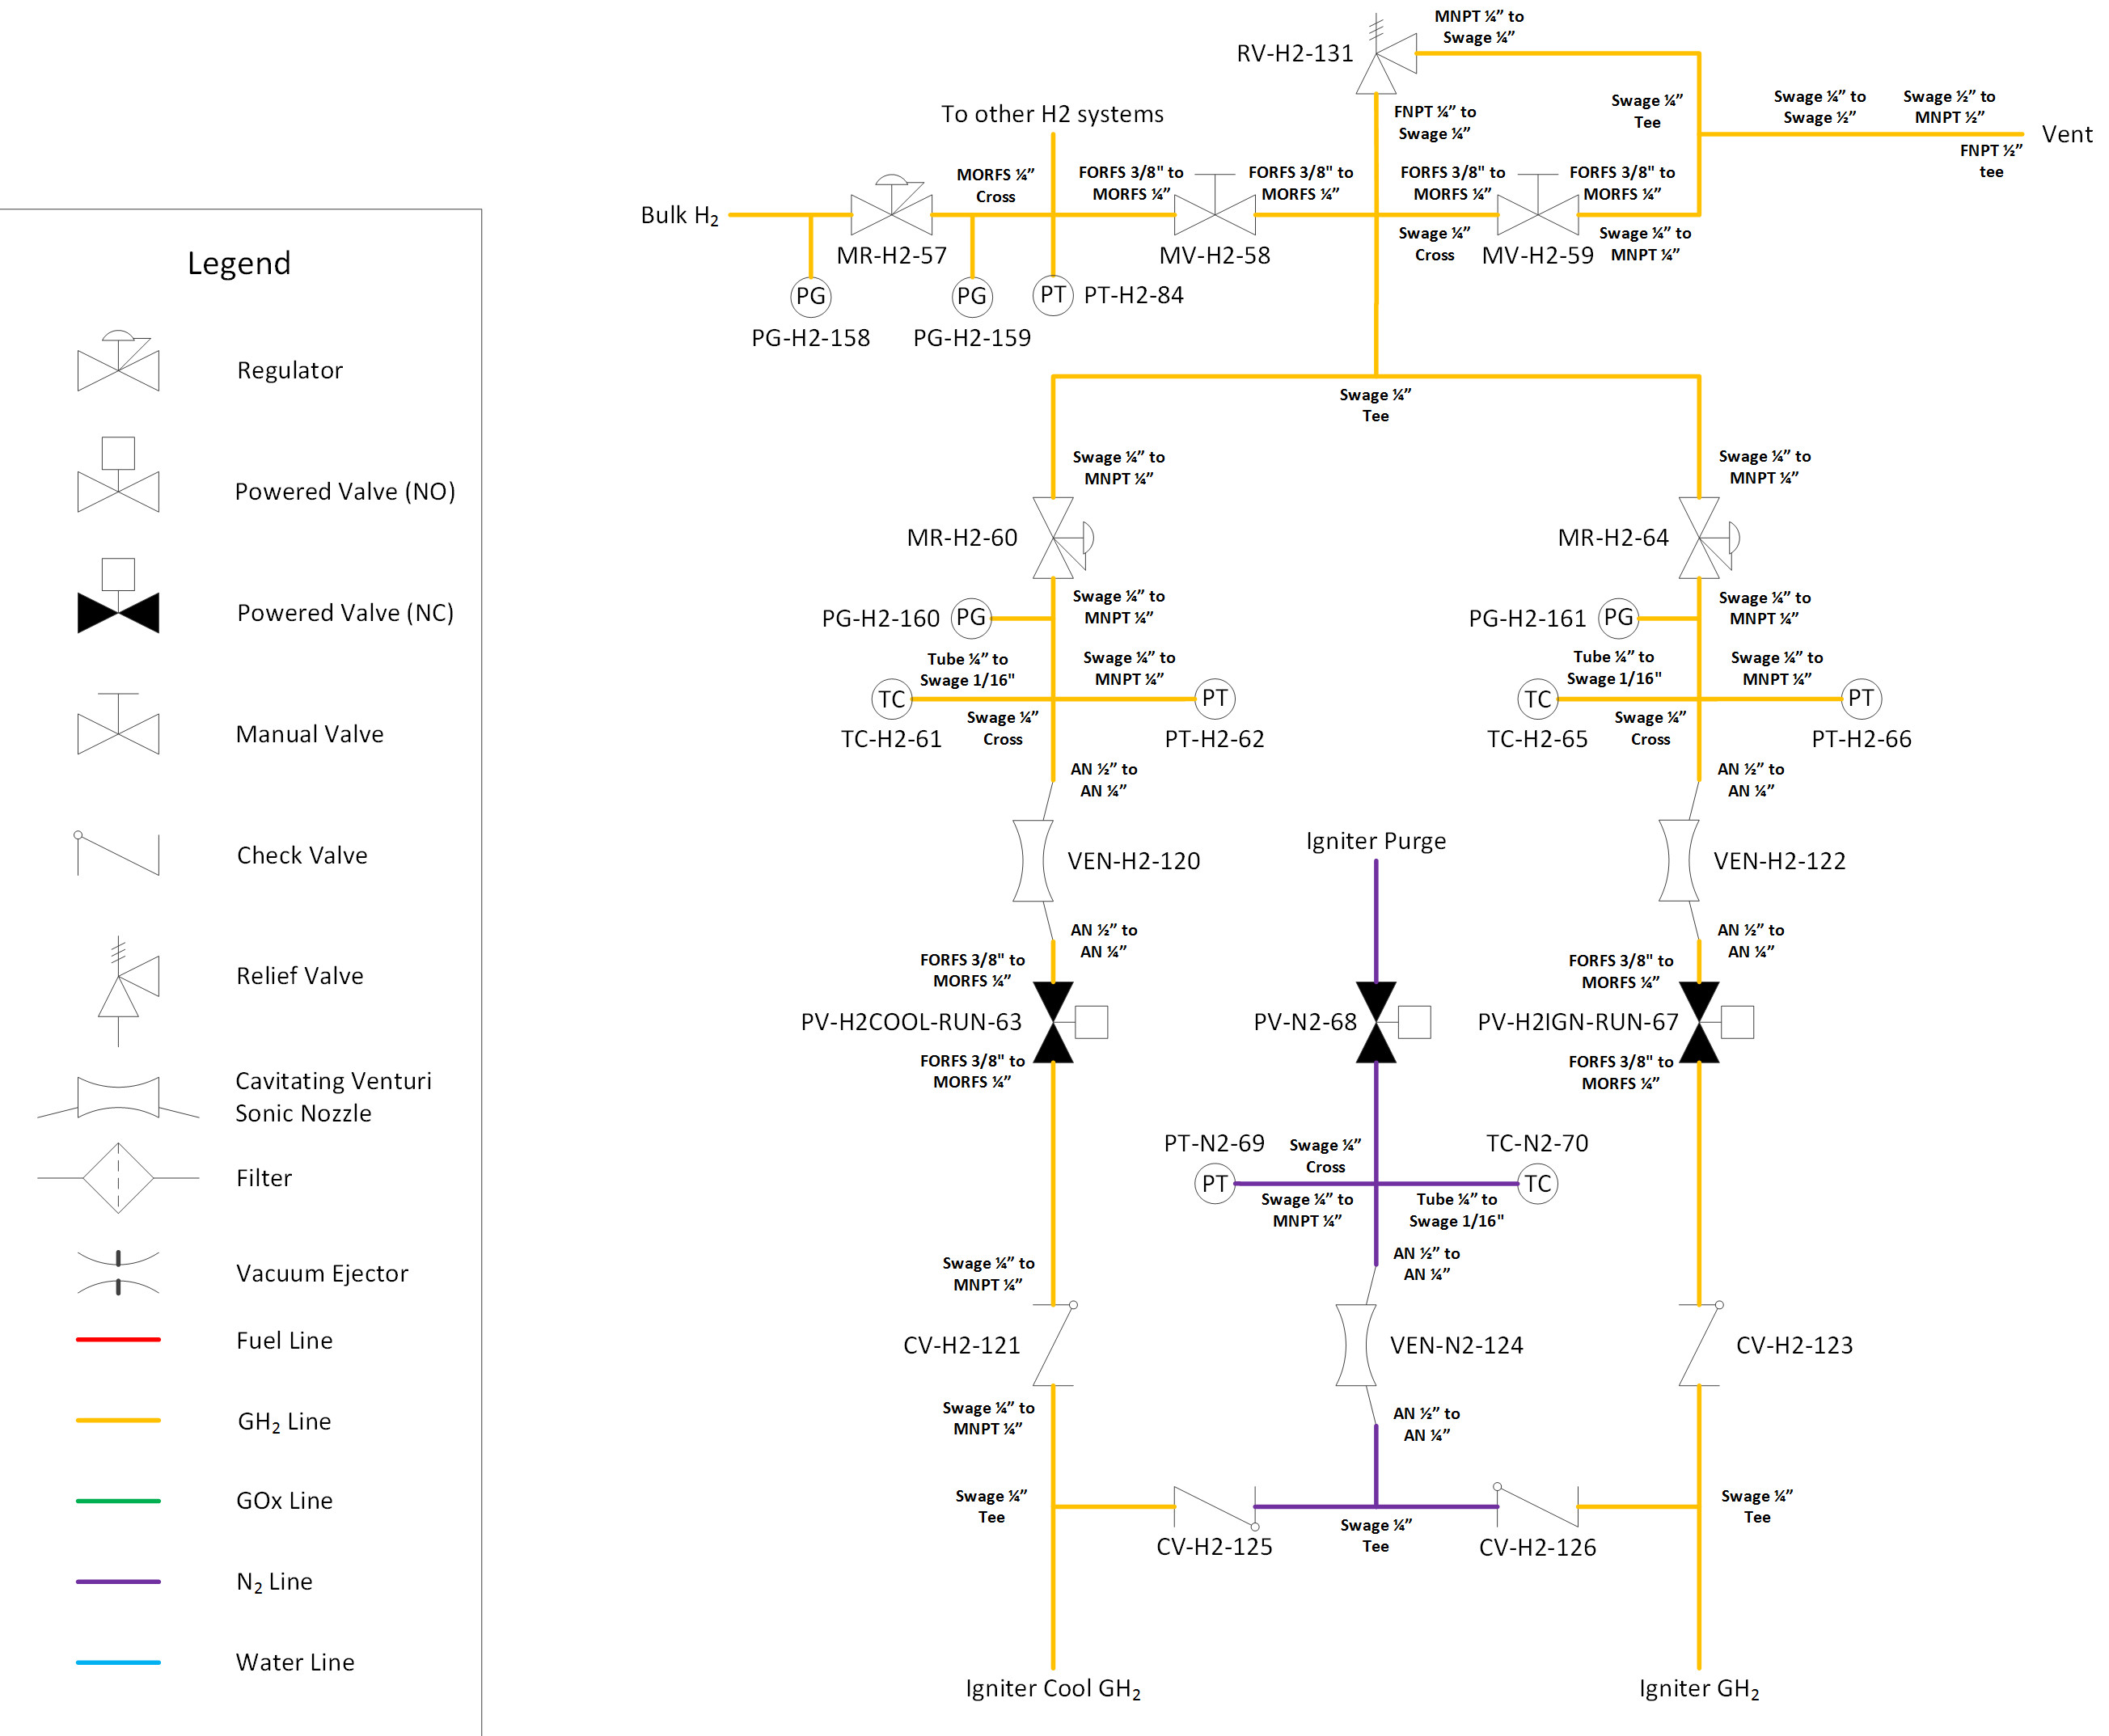 Legend
Regulator
Powered Valve (NO)
Powered Valve (NC)
Manual Valve
Check Valve
Relief Valve
Cavitating Venturi
Sonic Nozzle
Filter
Vacuum Ejector
Fuel Line
GH₂ Line
GOx Line
N₂ Line
Water Line
MNPT ¼” to
Swage ¼”
RV-H2-131
To other H2 systems
FNPT ¼” to
Swage ¼”
Swage ¼”
Tee
Swage ¼” to
Swage ½”
Swage ½” to
MNPT ½”
Vent
FNPT ½”
tee
Bulk H₂
MORFS ¼”
Cross
FORFS 3/8" to
MORFS ¼”
FORFS 3/8" to
MORFS ¼”
FORFS 3/8" to
MORFS ¼”
FORFS 3/8" to
MORFS ¼”
MR-H2-57
MV-H2-58
Swage ¼”
Cross
MV-H2-59
Swage ¼” to
MNPT ¼”
PG
PG-H2-158
PG
PG-H2-159
PT
PT-H2-84
Swage ¼”
Tee
Swage ¼” to
MNPT ¼”
Swage ¼” to
MNPT ¼”
MR-H2-60
MR-H2-64
Swage ¼” to
MNPT ¼”
Swage ¼” to
MNPT ¼”
PG-H2-160
PG
PG-H2-161
PG
Tube ¼” to
Swage 1/16"
Swage ¼” to
MNPT ¼”
Tube ¼” to
Swage 1/16"
Swage ¼” to
MNPT ¼”
TC
PT
TC
PT
TC-H2-61
Swage ¼”
Cross
PT-H2-62
TC-H2-65
Swage ¼”
Cross
PT-H2-66
AN ½” to
AN ¼”
AN ½” to
AN ¼”
VEN-H2-120
Igniter Purge
VEN-H2-122
AN ½” to
AN ¼”
AN ½” to
AN ¼”
FORFS 3/8" to
MORFS ¼”
FORFS 3/8" to
MORFS ¼”
PV-H2COOL-RUN-63
PV-N2-68
PV-H2IGN-RUN-67
FORFS 3/8" to
MORFS ¼”
FORFS 3/8" to
MORFS ¼”
PT-N2-69
Swage ¼”
Cross
TC-N2-70
PT
TC
Swage ¼” to
MNPT ¼”
Tube ¼” to
Swage 1/16"
Swage ¼” to
MNPT ¼”
AN ½” to
AN ¼”
CV-H2-121
VEN-N2-124
CV-H2-123
Swage ¼” to
MNPT ¼”
AN ½” to
AN ¼”
Swage ¼”
Tee
Swage ¼”
Tee
CV-H2-125
Swage ¼”
Tee
CV-H2-126
Igniter Cool GH₂
Igniter GH₂